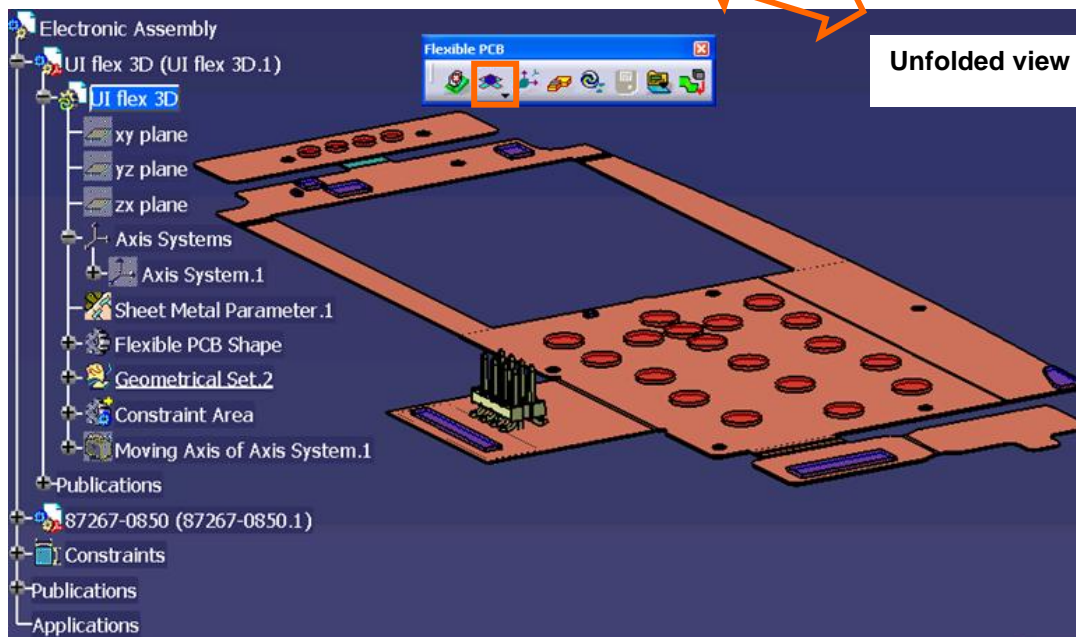 Electronic Assembly
UI flex 3D (UI flex 3D.1)
UI flex 3D
xy plane
yz plane
zx plane
Axis Systems
Axis System.1
Sheet Metal Parameter.1
Flexible PCB Shape
Geometrical Set.2
Constraint Area
Moving Axis of Axis System.1
Publications
87267-0850 (87267-0850.1)
Constraints
Publications
Applications
Flexible PCB
Unfolded view